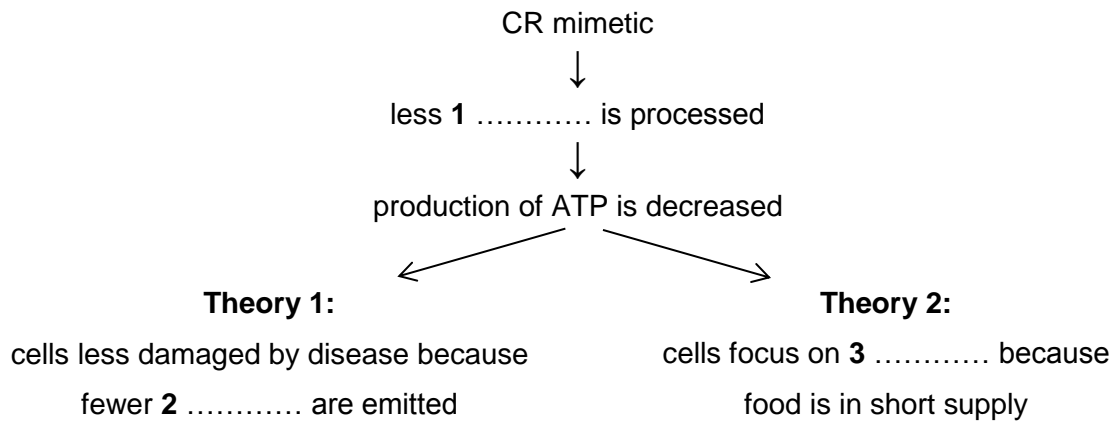 CR mimetic
less 1 ………… is processed
production of ATP is decreased
Theory 1:
cells less damaged by disease because
fewer 2 ………… are emitted
Theory 2:
cells focus on 3 ………… because
food is in short supply